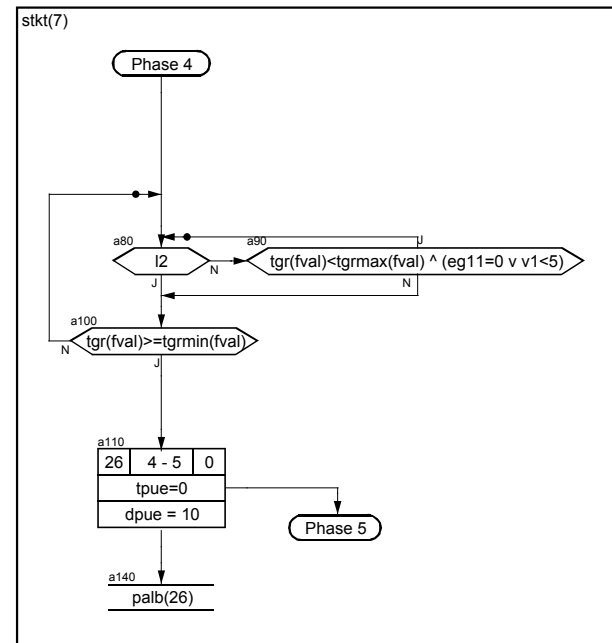 stkt(7)
Phase 4
a80
l2
N
J
a90
J
tgr(fval)<tgrmax(fval) ^ (eg11=0 v v1<5)
N
a100
tgr(fval)>=tgrmin(fval)
N
J
a110
26 4 - 5 0
tpue=0
dpue = 10
Phase 5
a140
palb(26)